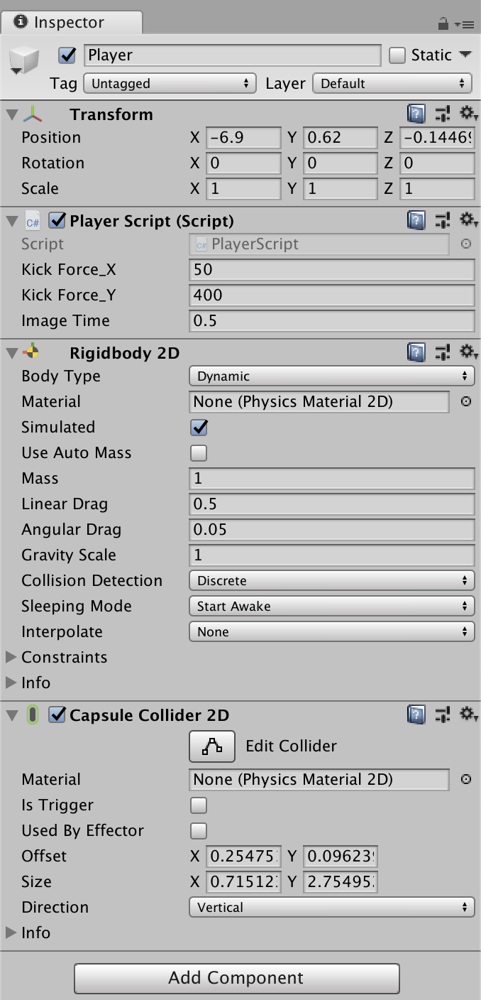 Inspector
Player Static
Tag Untagged Layer Default
Transform
Position X -6.9 Y 0.62 Z -0.14469
Rotation X 0 Y 0 Z 0
Scale X 1 Y 1 Z 1
C# Player Script (Script)
Script C# PlayerScript
Kick Force_X 50
Kick Force_Y 400
Image Time 0.5
Rigidbody 2D
Body Type Dynamic
Material None (Physics Material 2D)
Simulated
Use Auto Mass
Mass 1
Linear Drag 0.5
Angular Drag 0.05
Gravity Scale 1
Collision Detection Discrete
Sleeping Mode Start Awake
Interpolate None
Constraints
Info
Capsule Collider 2D
Edit Collider
Material None (Physics Material 2D)
Is Trigger
Used By Effector
Offset X 0.25475 Y 0.09623
Size X 0.71512 Y 2.75495
Direction Vertical
Info
Add Component